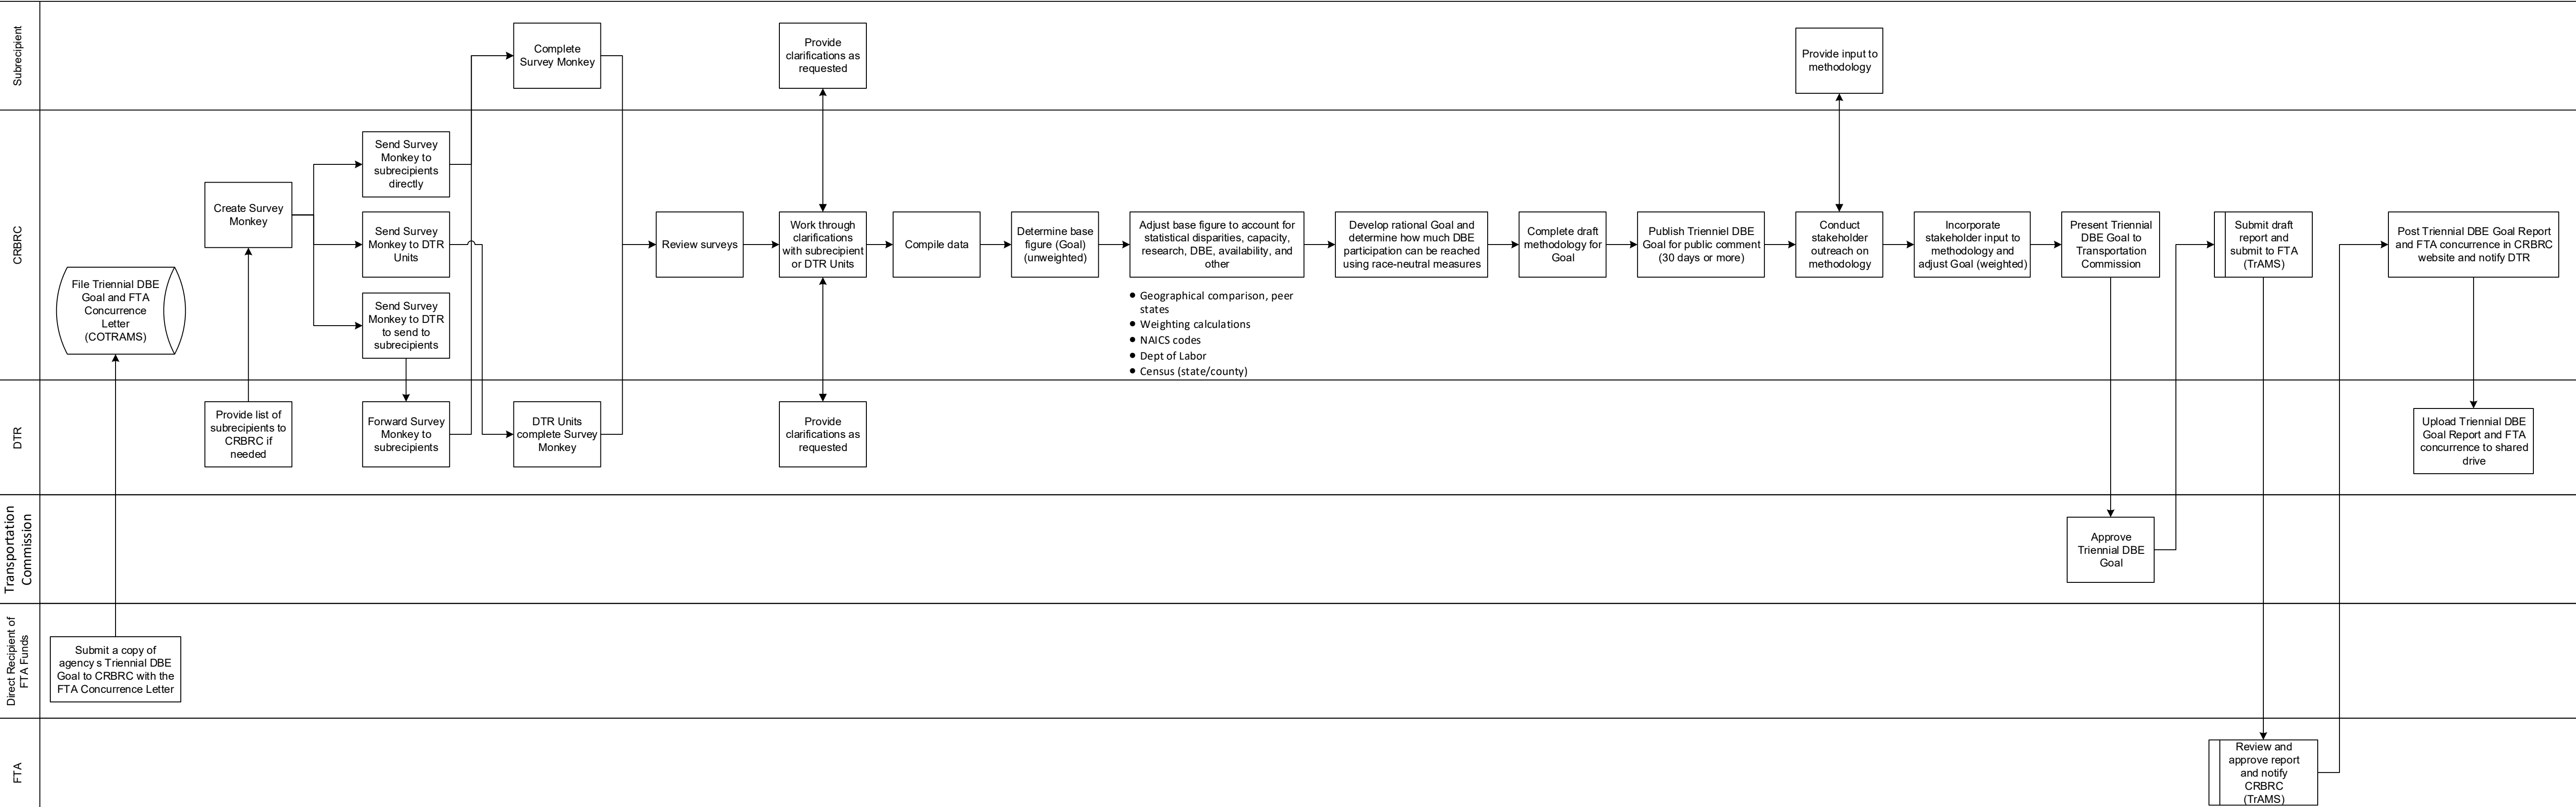 Subrecipient
Complete
Survey Monkey
Provide
clarifications as
requested
Provide input to
methodology
CRBRC
File Triennial DBE
Goal and FTA
Concurrence
Letter
(COTRAMS)
Create Survey
Monkey
Send Survey
Monkey to
subrecipients
directly
Send Survey
Monkey to DTR
Units
Send Survey
Monkey to DTR
to send to
subrecipients
Review surveys
Work through
clarifications
with subrecipient
or DTR Units
Compile data
Determine base
figure (Goal)
(unweighted)
Adjust base figure to account for
statistical disparities, capacity,
research, DBE, availability, and
other
● Geographical comparison, peer
states
● Weighting calculations
● NAICS codes
● Dept of Labor
● Census (state/county)
Develop rational Goal and
determine how much DBE
participation can be reached
using race-neutral measures
Complete draft
methodology for
Goal
Publish Trienniel DBE
Goal for public comment
(30 days or more)
Conduct
stakeholder
outreach on
methodology
Incorporate
stakeholder input to
methodology and
adjust Goal (weighted)
Present Triennial
DBE Goal to
Transportation
Commission
Submit draft
report and
submit to FTA
(TrAMS)
Post Triennial DBE Goal Report
and FTA concurrence in CRBRC
website and notify DTR
DTR
Provide list of
subrecipients to
CRBRC if
needed
Forward Survey
Monkey to
subrecipients
DTR Units
complete Survey
Monkey
Provide
clarifications as
requested
Upload Triennial DBE
Goal Report and FTA
concurrence to shared
drive
Transportation
Commission
Approve
Triennial DBE
Goal
Direct Recipient of
FTA Funds
Submit a copy of
agency s Triennial DBE
Goal to CRBRC with the
FTA Concurrence Letter
FTA
Review and
approve report
and notify
CRBRC
(TrAMS)